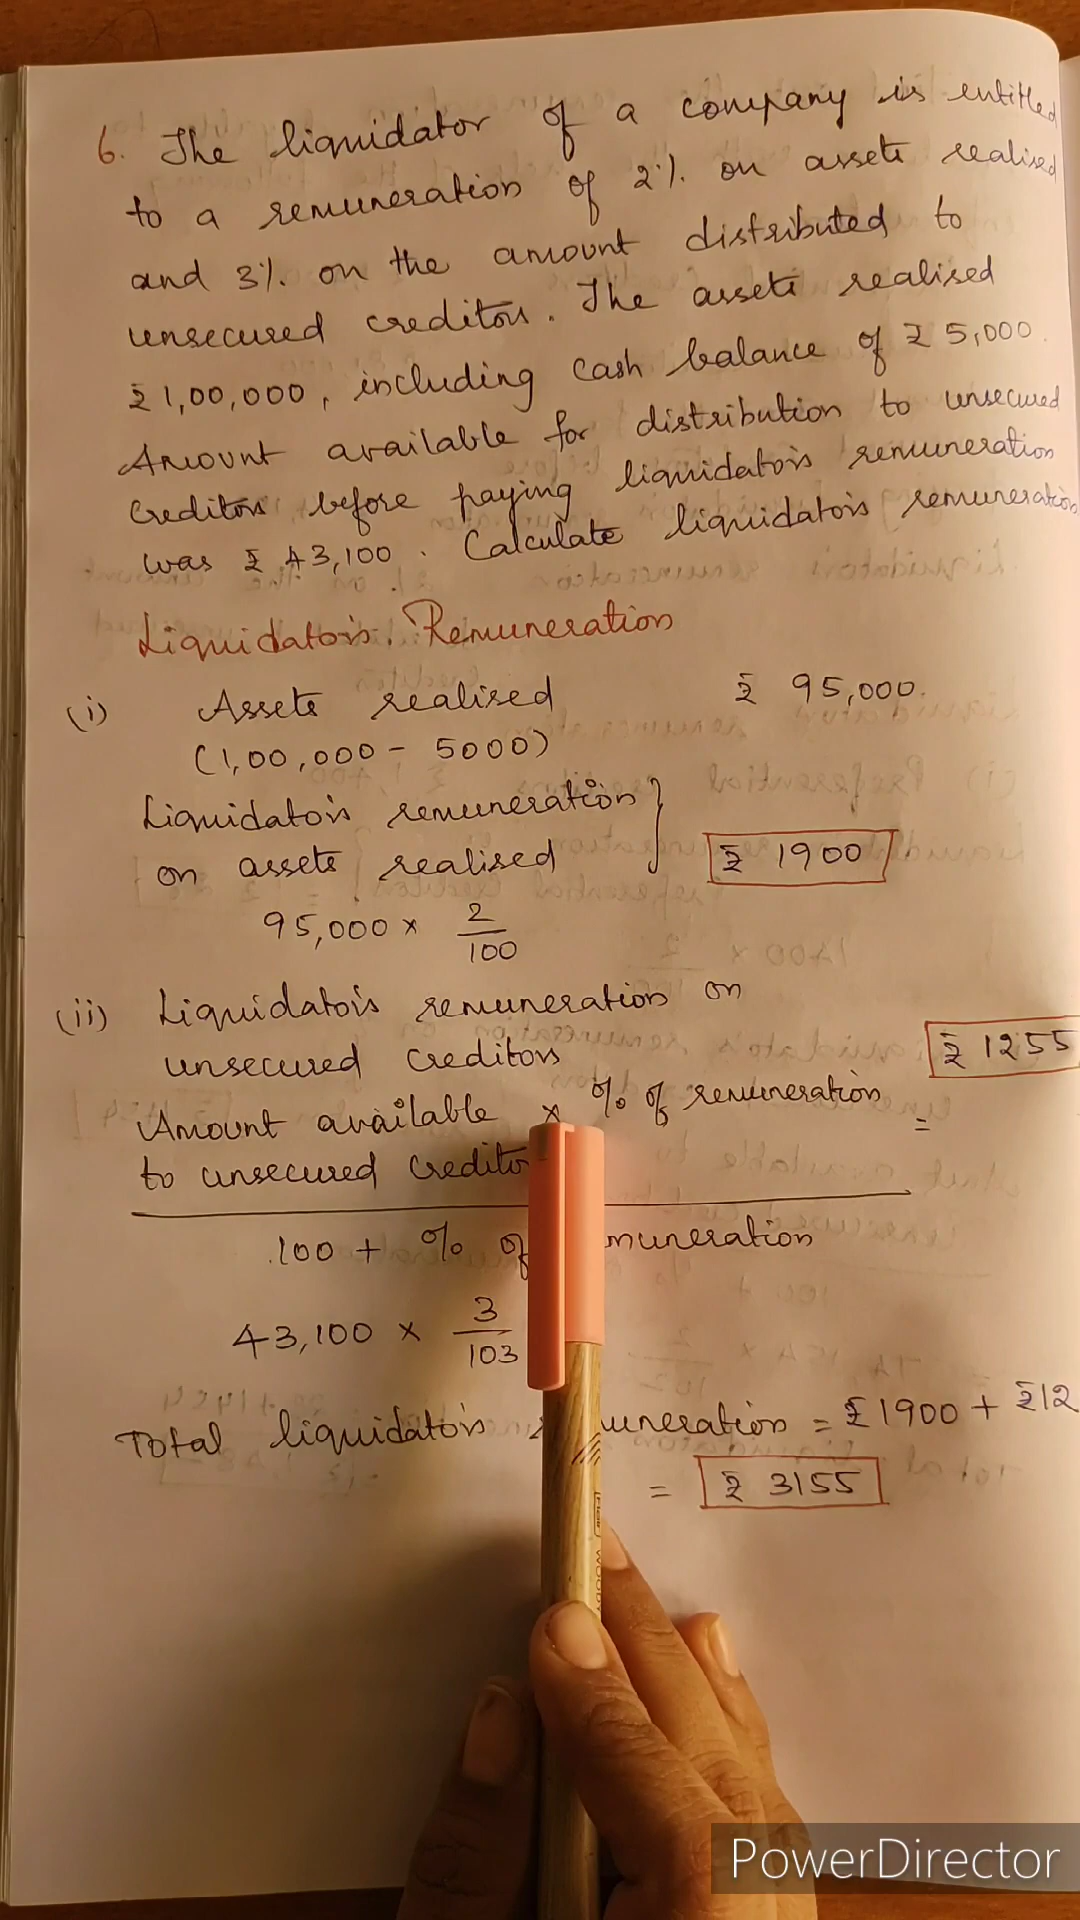 6. The liquidator of a company is entitled
to a remuneration of 2%. on assets realised
and 3%. on the amount distributed to
unsecured creditors. The assets realised
₹ 1,00,000, including cash balance of ₹ 5,000.
Amount available for distribution to unsecured
creditors before paying liquidator's remuneration
was ₹ 43,100. Calculate liquidator's remuneration
Liquidator's Remuneration
(i) Assets realised ₹ 95,000.
(1,00,000 - 5000)
Liquidator's remuneration }
on assets realised ₹ 1900
95,000 × 2/100
(ii) Liquidator's remuneration on
unsecured creditors ₹ 1255
Amount available × % of remuneration =
to unsecured credito
100 + % of muneration
43,100 × 3/103
Total liquidator's uneration = ₹ 1900 + ₹ 12
= ₹ 3155
PowerDirector